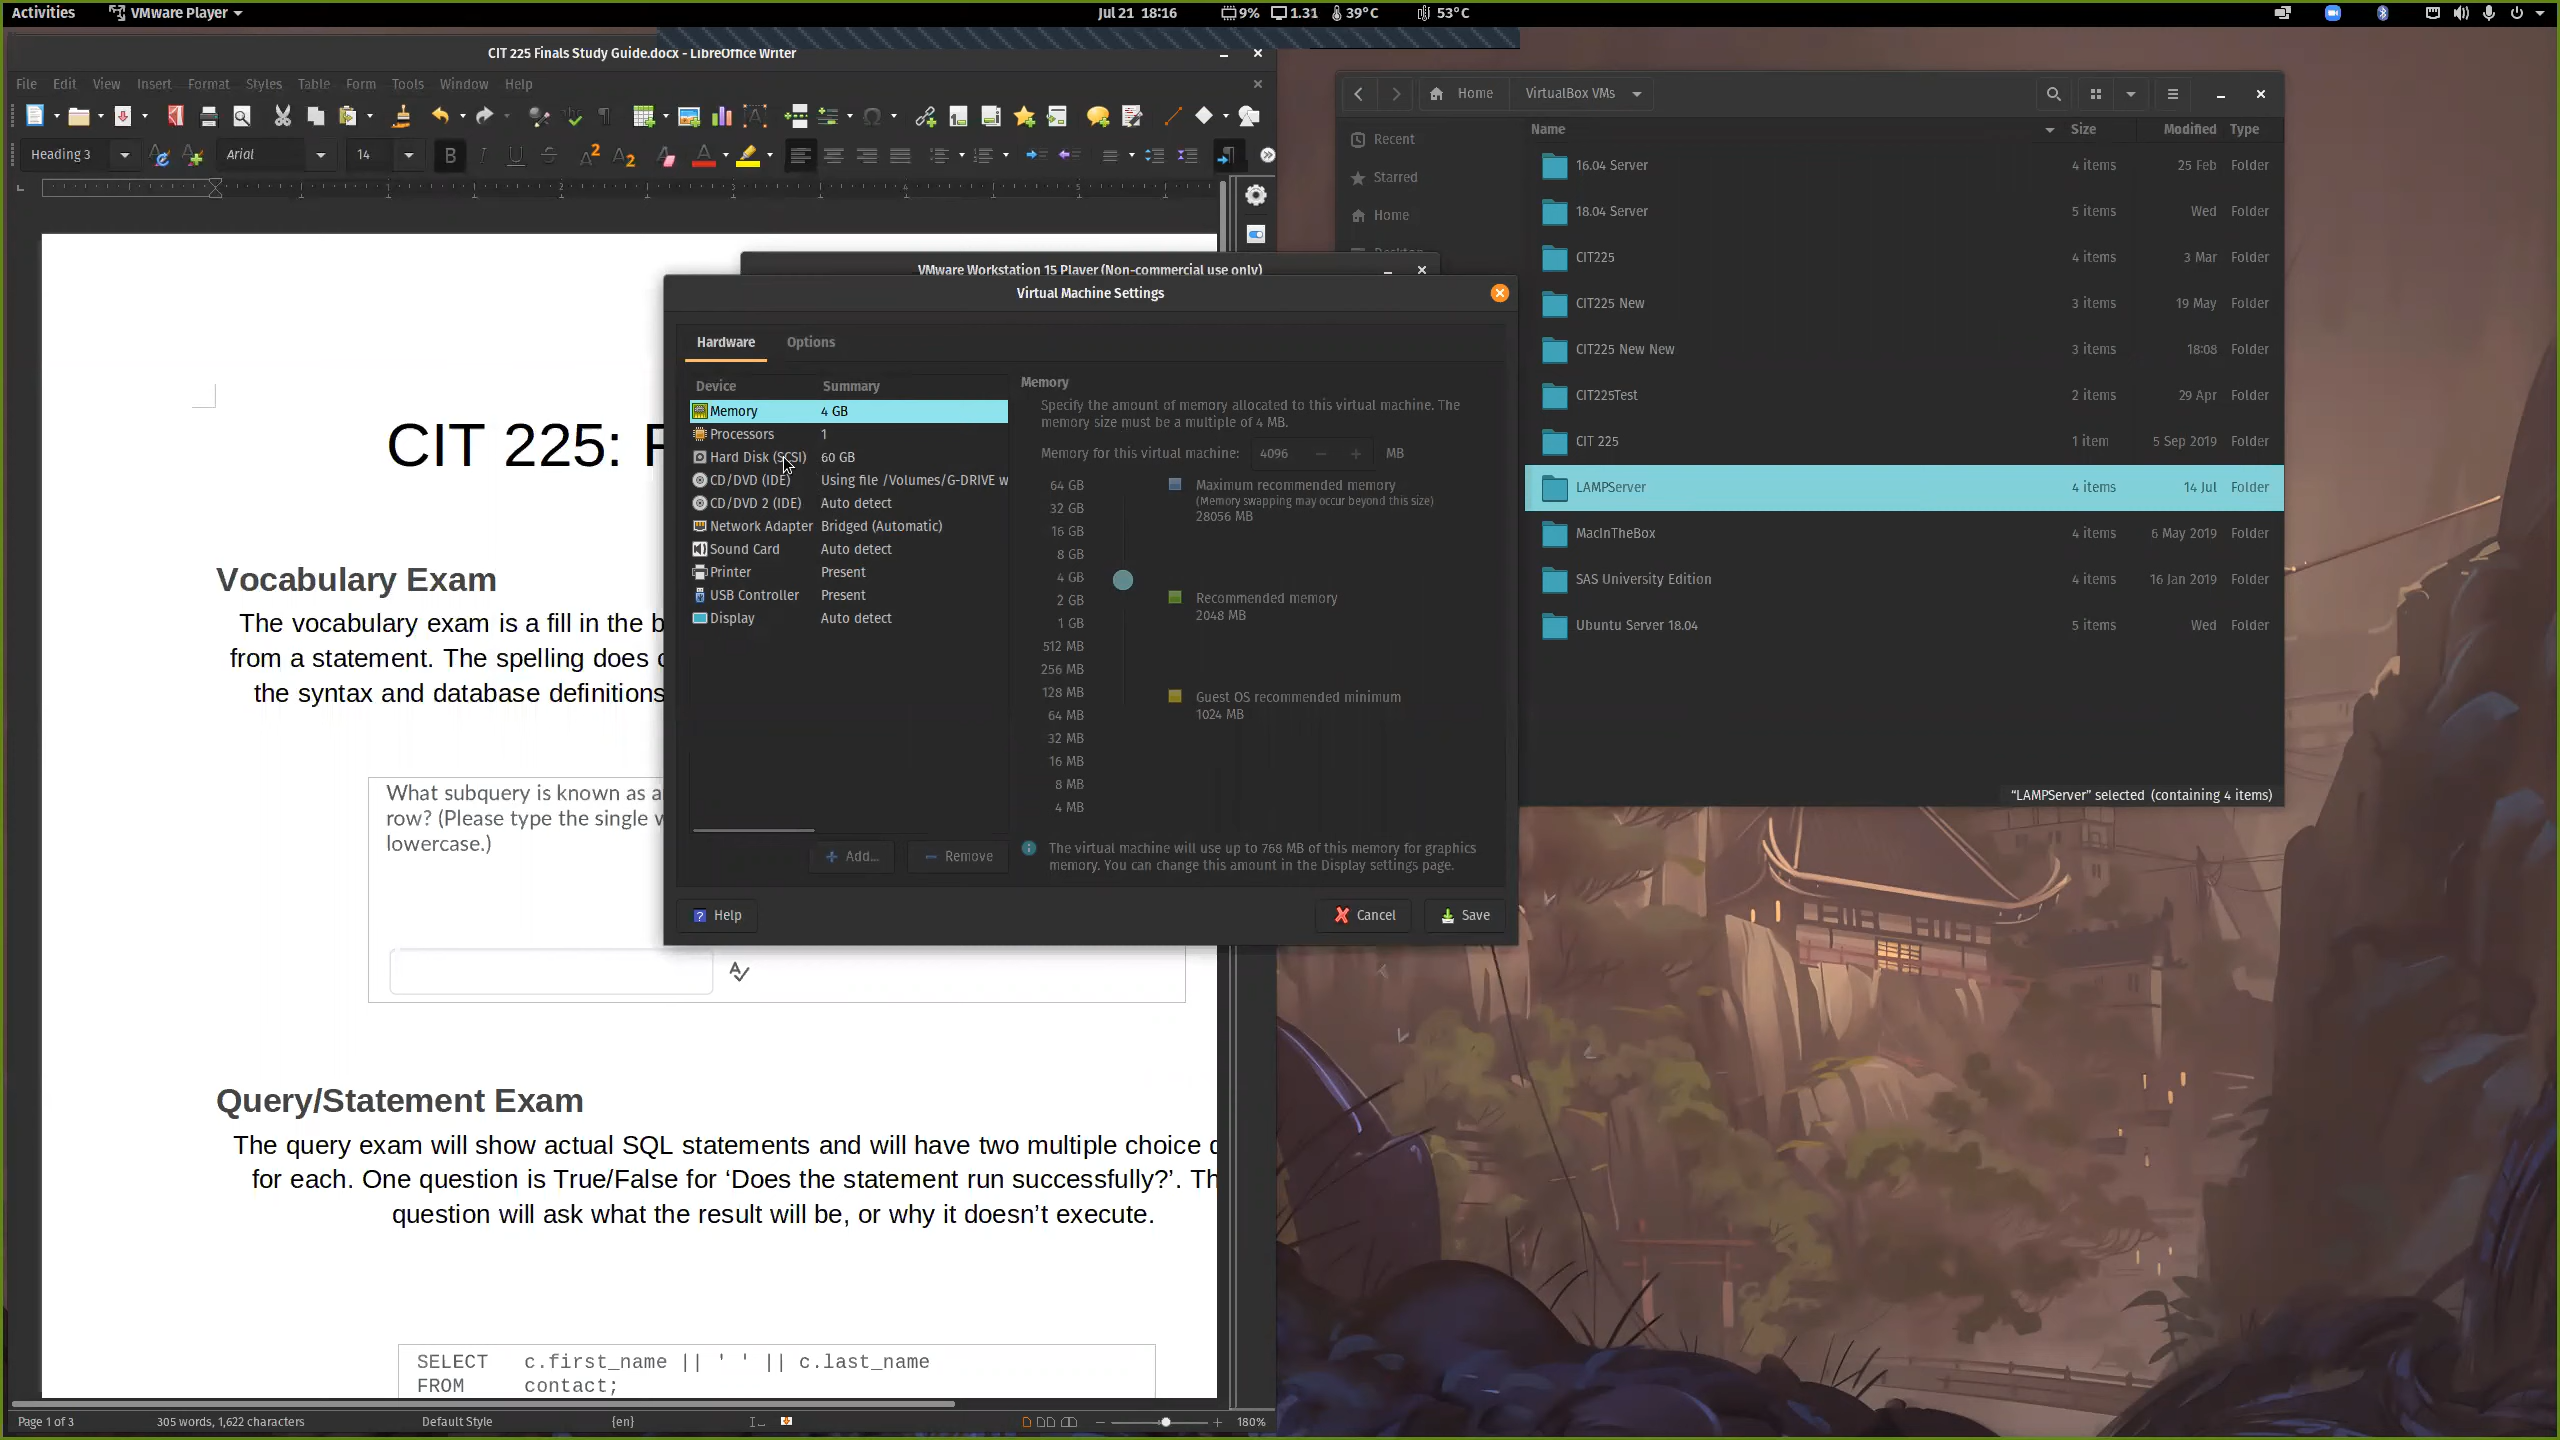 Activities
VMware Player
Jul 21 18:16
9%
1.31
39°C
53°C
CIT 225 Finals Study Guide.docx - LibreOffice Writer
File Edit View Insert Format Styles Table Form Tools Window Help
Heading 3
Arial
14
CIT 225:
Vocabulary Exam
The vocabulary exam is a fill in the
from a statement. The spelling does
the syntax and database definitions
What subquery is known as
row? (Please type the single
lowercase.)
Query/Statement Exam
The query exam will show actual SQL statements and will have two multiple choice
for each. One question is True/False for ‘Does the statement run successfully?’.
question will ask what the result will be, or why it doesn’t execute.
SELECT c.first_name || ' ' || c.last_name
FROM contact;
Page 1 of 3
305 words, 1,622 characters
Default Style
{en}
180%
VMware Workstation 15 Player (Non-commercial use only)
Virtual Machine Settings
Hardware Options
Device Summary
Memory 4 GB
Processors 1
Hard Disk (SCSI) 60 GB
CD/DVD (IDE) Using file /Volumes/G-DRIVE w
CD/DVD 2 (IDE) Auto detect
Network Adapter Bridged (Automatic)
Sound Card Auto detect
Printer Present
USB Controller Present
Display Auto detect
Add...
Remove
Memory
Specify the amount of memory allocated to this virtual machine. The
memory size must be a multiple of 4 MB.
Memory for this virtual machine: 4096 MB
64 GB
32 GB
16 GB
8 GB
4 GB
2 GB
1 GB
512 MB
256 MB
128 MB
64 MB
32 MB
16 MB
8 MB
4 MB
Maximum recommended memory
(Memory swapping may occur beyond this size)
28056 MB
Recommended memory
2048 MB
Guest OS recommended minimum
1024 MB
The virtual machine will use up to 768 MB of this memory for graphics
memory. You can change this amount in the Display settings page.
Help
Cancel
Save
Home
VirtualBox VMs
Recent
Starred
Home
Name Size Modified Type
16.04 Server 4 items 25 Feb Folder
18.04 Server 5 items Wed Folder
CIT225 4 items 3 Mar Folder
CIT225 New 3 items 19 May Folder
CIT225 New New 3 items 18:08 Folder
CIT225Test 2 items 29 Apr Folder
CIT 225 1 item 5 Sep 2019 Folder
LAMPServer 4 items 14 Jul Folder
MacInTheBox 4 items 6 May 2019 Folder
SAS University Edition 4 items 16 Jan 2019 Folder
Ubuntu Server 18.04 5 items Wed Folder
“LAMPServer” selected (containing 4 items)